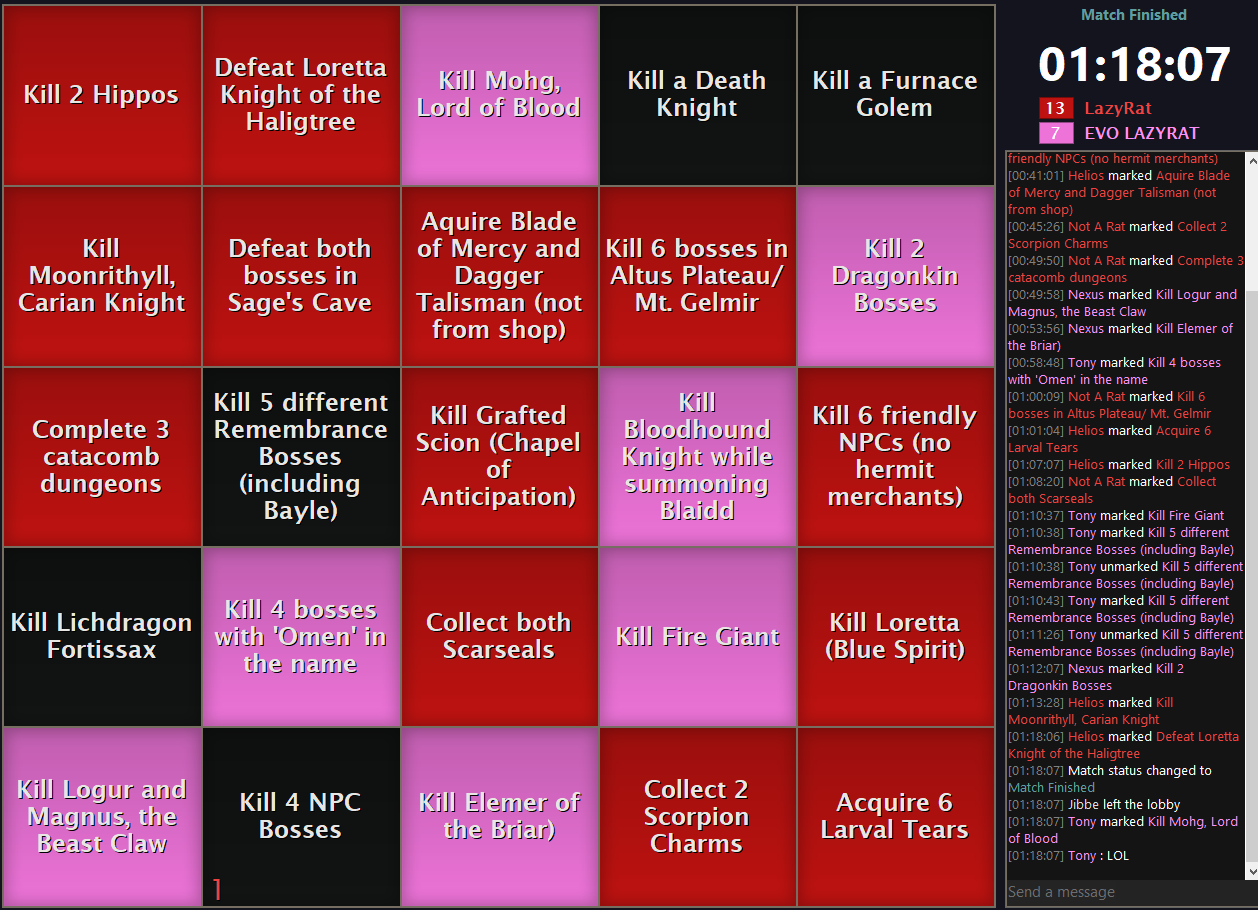 Kill 2 Hippos
Defeat Loretta
Knight of the
Haligtree
Kill Mohg,
Lord of Blood
Kill a Death
Knight
Kill a Furnace
Golem
Kill
Moonrithyll,
Carian Knight
Defeat both
bosses in
Sage's Cave
Aquire Blade
of Mercy and
Dagger
Talisman (not
from shop)
Kill 6 bosses in
Altus Plateau/
Mt. Gelmir
Kill 2
Dragonkin
Bosses
Complete 3
catacomb
dungeons
Kill 5 different
Remembrance
Bosses
(including
Bayle)
Kill Grafted
Scion (Chapel
of
Anticipation)
Kill
Bloodhound
Knight while
summoning
Blaidd
Kill 6 friendly
NPCs (no
hermit
merchants)
Kill Lichdragon
Fortissax
Kill 4 bosses
with 'Omen' in
the name
Collect both
Scarseals
Kill Fire Giant
Kill Loretta
(Blue Spirit)
Kill Logur and
Magnus, the
Beast Claw
Kill 4 NPC
Bosses
1
Kill Elemer of
the Briar)
Collect 2
Scorpion
Charms
Acquire 6
Larval Tears
Match Finished
01:18:07
13 LazyRat
7 EVO LAZYRAT
friendly NPCs (no hermit merchants)
[00:41:01] Helios marked Aquire Blade
of Mercy and Dagger Talisman (not
from shop)
[00:45:26] Not A Rat marked Collect 2
Scorpion Charms
[00:49:50] Not A Rat marked Complete 3
catacomb dungeons
[00:49:58] Nexus marked Kill Logur and
Magnus, the Beast Claw
[00:53:56] Nexus marked Kill Elemer of
the Briar)
[00:58:48] Tony marked Kill 4 bosses
with 'Omen' in the name
[01:00:09] Not A Rat marked Kill 6
bosses in Altus Plateau/ Mt. Gelmir
[01:01:04] Helios marked Acquire 6
Larval Tears
[01:07:07] Helios marked Kill 2 Hippos
[01:08:20] Not A Rat marked Collect
both Scarseals
[01:10:37] Tony marked Kill Fire Giant
[01:10:38] Tony marked Kill 5 different
Remembrance Bosses (including Bayle)
[01:10:38] Tony unmarked Kill 5 different
Remembrance Bosses (including Bayle)
[01:10:43] Tony marked Kill 5 different
Remembrance Bosses (including Bayle)
[01:11:26] Tony unmarked Kill 5 different
Remembrance Bosses (including Bayle)
[01:12:07] Nexus marked Kill 2
Dragonkin Bosses
[01:13:28] Helios marked Kill
Moonrithyll, Carian Knight
[01:18:06] Helios marked Defeat Loretta
Knight of the Haligtree
[01:18:07] Match status changed to
Match Finished
[01:18:07] Jibbe left the lobby
[01:18:07] Tony marked Kill Mohg, Lord
of Blood
[01:18:07] Tony : LOL
Send a message